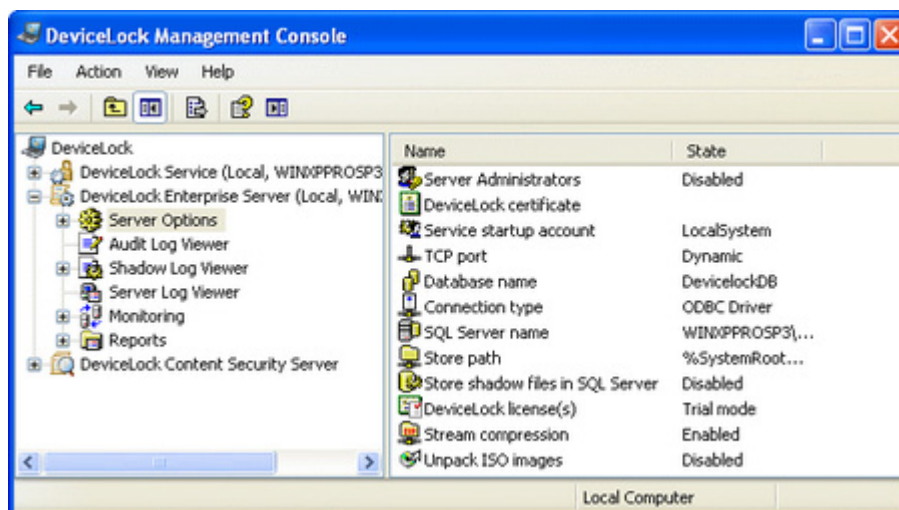 DeviceLock Management Console
File Action View Help
DeviceLock
DeviceLock Service (Local, WINXPPROSP3
DeviceLock Enterprise Server (Local, WIN
Server Options
Audit Log Viewer
Shadow Log Viewer
Server Log Viewer
Monitoring
Reports
DeviceLock Content Security Server
Name State
Server Administrators Disabled
DeviceLock certificate
Service startup account LocalSystem
TCP port Dynamic
Database name DevicelockDB
Connection type ODBC Driver
SQL Server name WINXPPROSP3\...
Store path %SystemRoot...
Store shadow files in SQL Server Disabled
DeviceLock license(s) Trial mode
Stream compression Enabled
Unpack ISO images Disabled
Local Computer